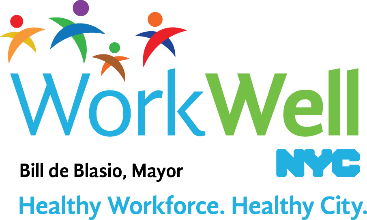 WorkWell
NYC
Bill de Blasio, Mayor
Healthy Workforce. Healthy City.